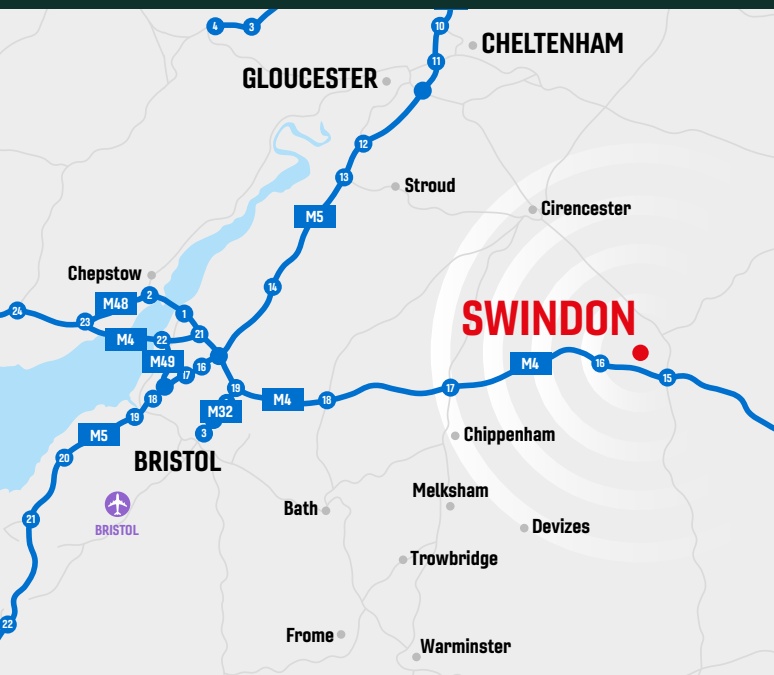 4
3
10
CHELTENHAM
11
GLOUCESTER
12
13
Stroud
Cirencester
M5
Chepstow
14
2
M48
24
23
1
SWINDON
M4
22
21
M49
16
17
M4
16
15
18
19
M4
18
17
M32
19
3
M5
Chippenham
20
BRISTOL
Melksham
Bath
21
Devizes
BRISTOL
Trowbridge
22
Frome
Warminster